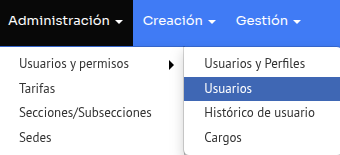 Administración Creación Gestión
Usuarios y permisos Usuarios y Perfiles
Tarifas Usuarios
Secciones/Subsecciones Histórico de usuario
Sedes Cargos